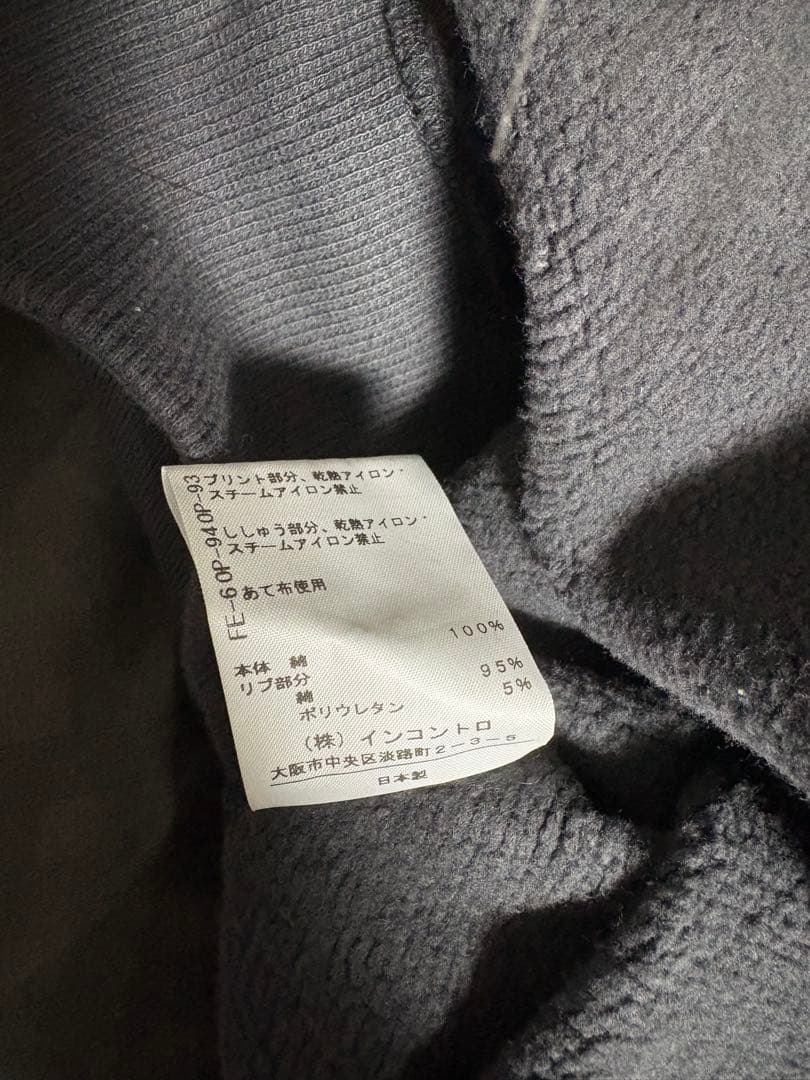 プリント部分、乾熱アイロン・
スチームアイロン禁止
ししゅう部分、乾熱アイロン・
スチームアイロン禁止
あて布使用
100%
本体 綿
リブ部分
95%
綿
5%
ポリウレタン
(株)インコントロ
大阪市中央区淡路町2-3-5
日本製
FE-6 OP-94 OP-93